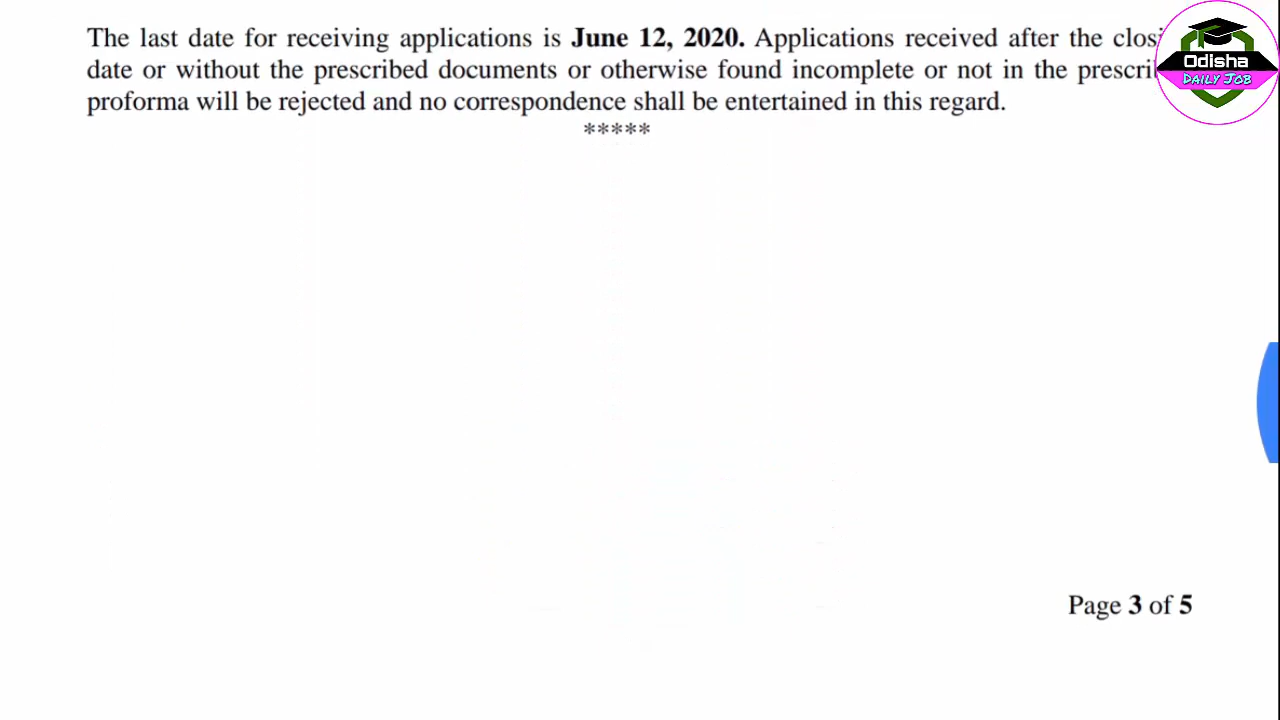 The last date for receiving applications is June 12, 2020. Applications received after the
date or without the prescribed documents or otherwise found incomplete or not in the
proforma will be rejected and no correspondence shall be entertained in this regard.
*****
Odisha
DAILY JOB
Page 3 of 5